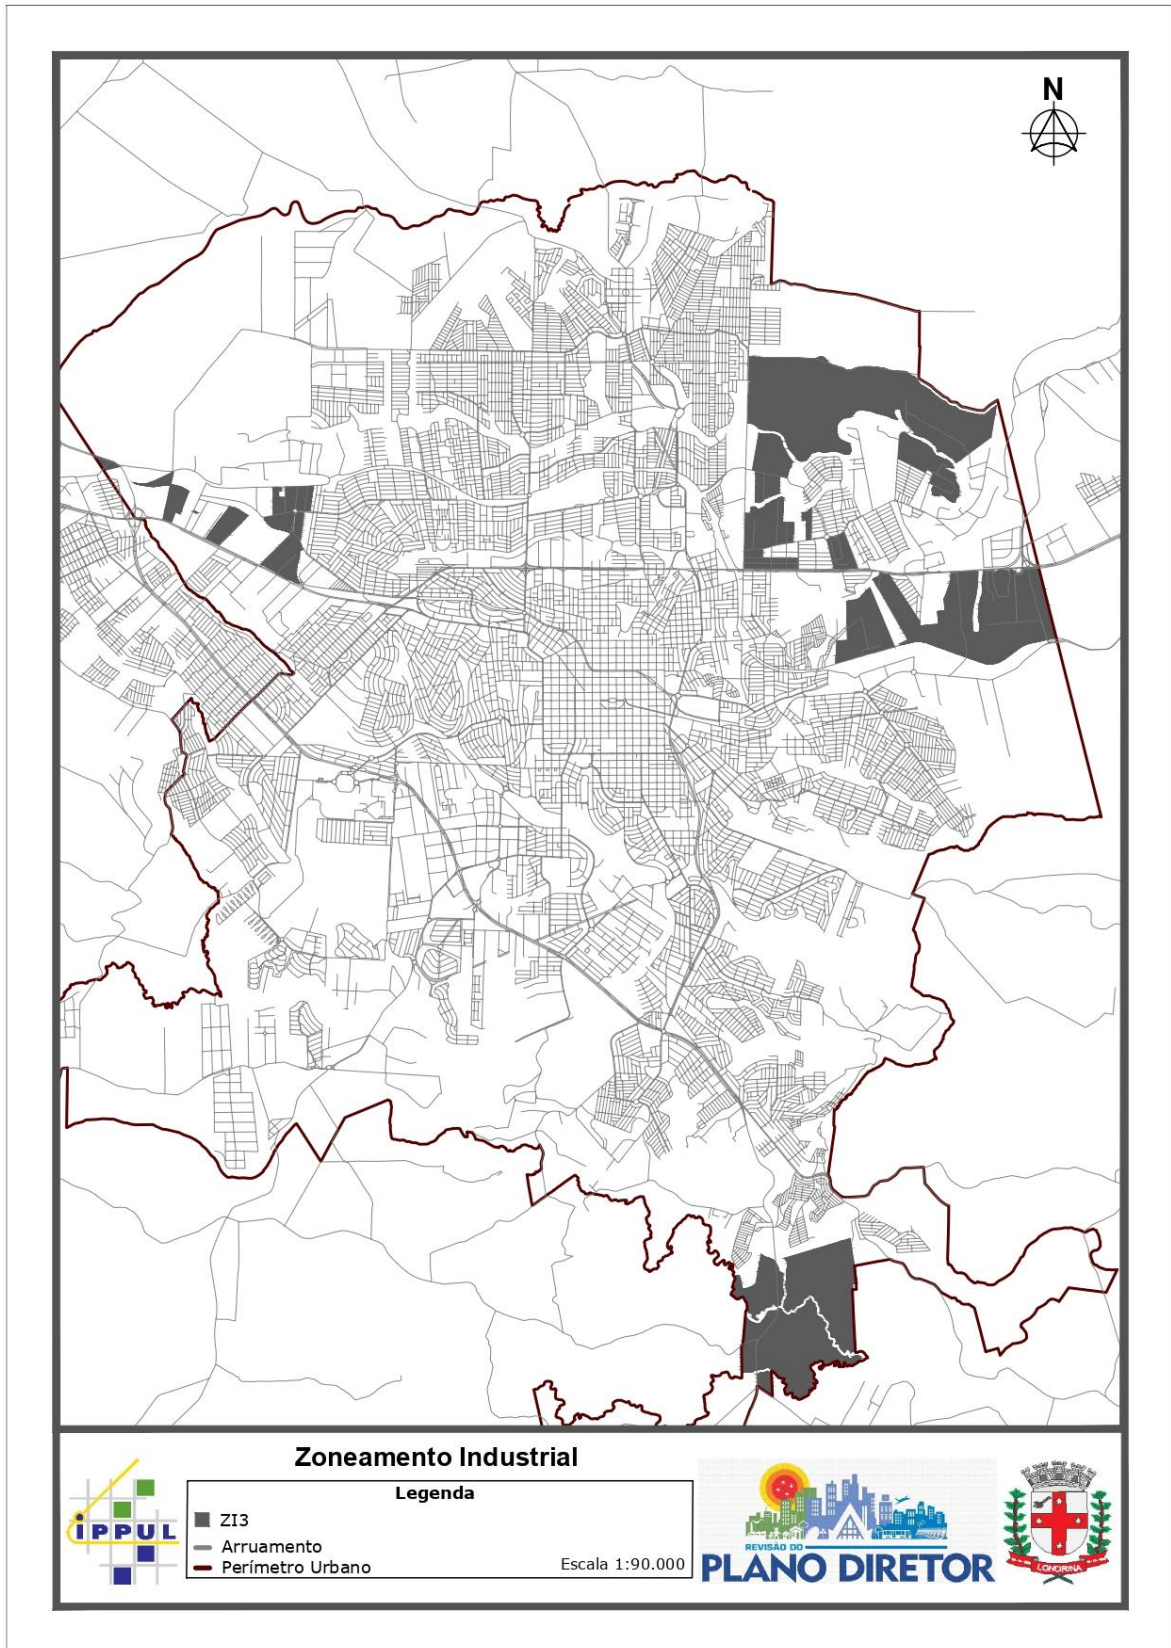 N
Zoneamento Industrial
Legenda
ZI3
Arruamento
Perímetro Urbano
Escala 1:90.000
IPPUL
REVISÃO DO
PLANO DIRETOR
LONDRINA